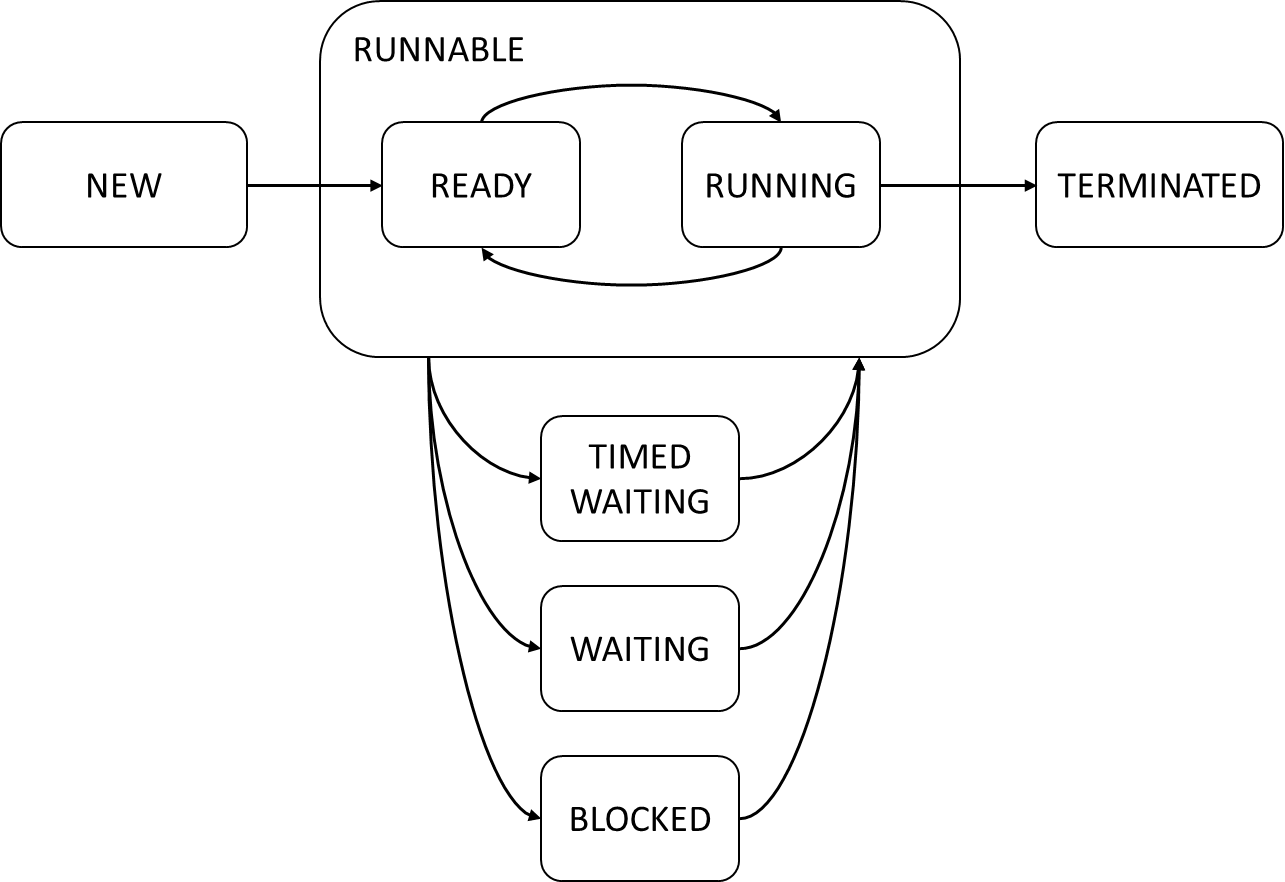 RUNNABLE
NEW
READY
RUNNING
TERMINATED
TIMED
WAITING
WAITING
BLOCKED